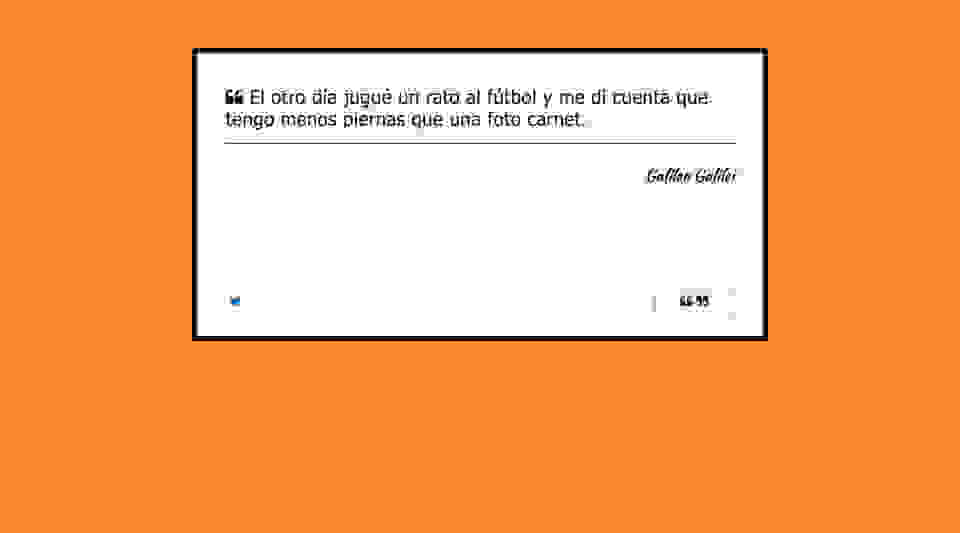 ❝ El otro día jugué un rato al fútbol y me di cuenta que
tengo menos piernas que una foto carnet.
Galileo Galilei